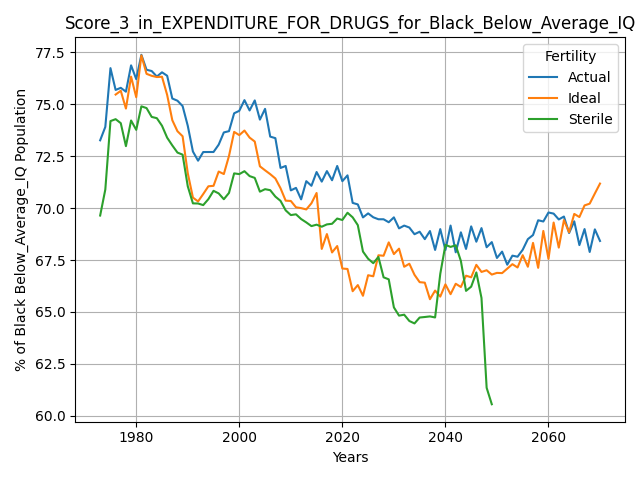 Score_3_in_EXPENDITURE_FOR_DRUGS_for_Black_Below_Average_IQ
Fertility
Actual
Ideal
Sterile
% of Black Below_Average_IQ Population
77.5
75.0
72.5
70.0
67.5
65.0
62.5
60.0
1980
2000
2020
2040
2060
Years